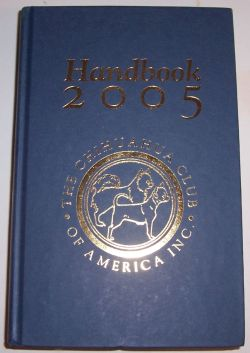 Handbook
2005
THE CHIHUAHUA CLUB
OF AMERICA INC.